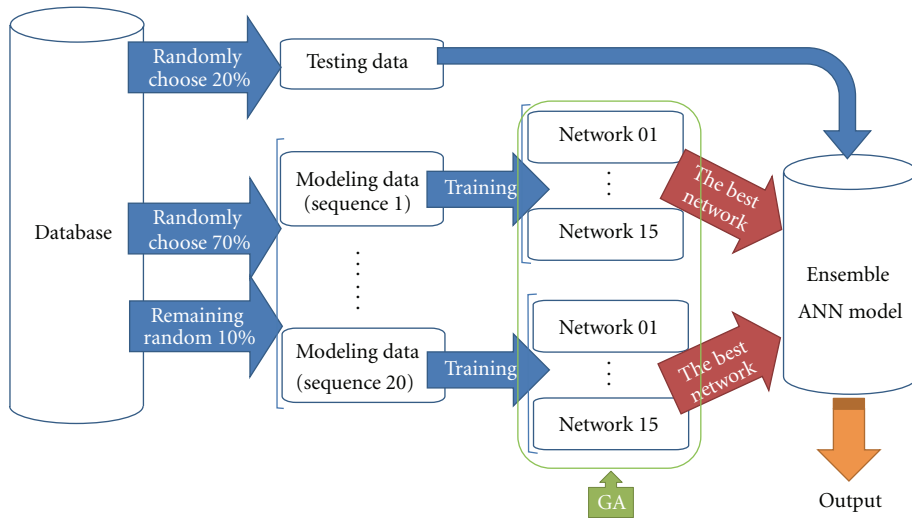 Database
Randomly
choose 20%
Testing data
Randomly
choose 70%
Remaining
random 10%
Modeling data
(sequence 1)
Modeling data
(sequence 20)
Training
Training
Network 01
Network 15
Network 01
Network 15
GA
The best
network
The best
network
Ensemble
ANN model
Output